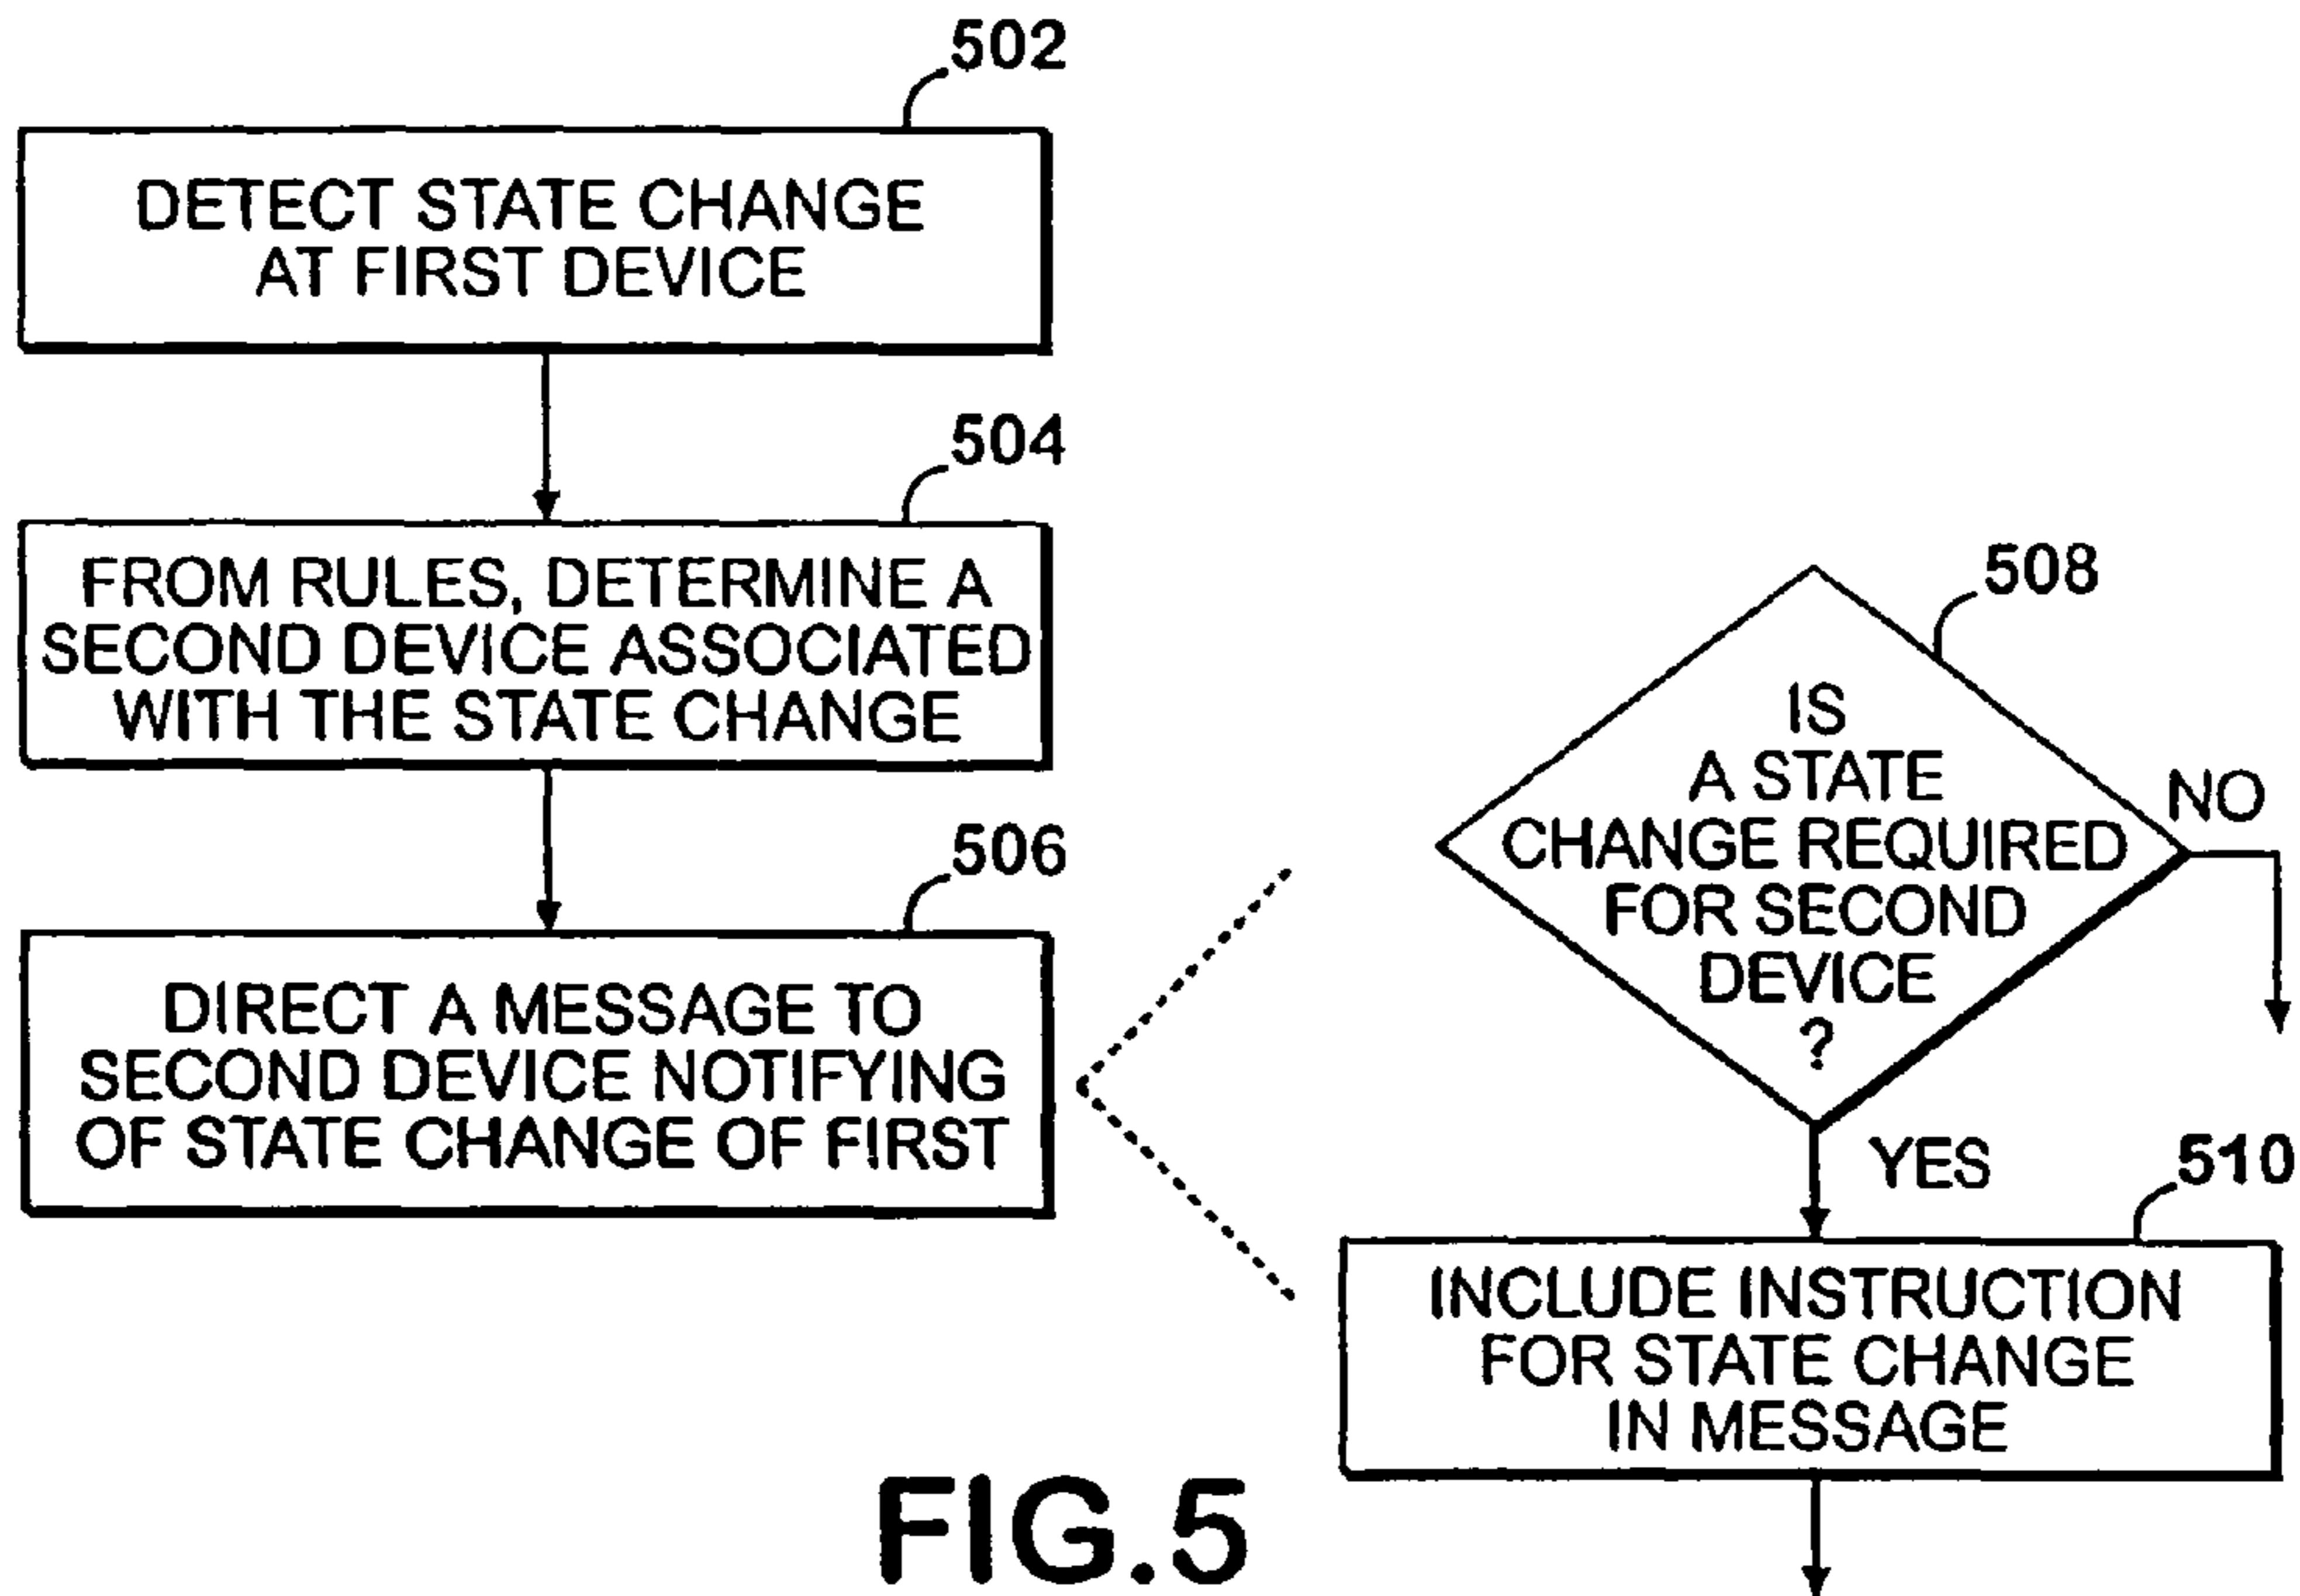 502
DETECT STATE CHANGE
AT FIRST DEVICE
504
FROM RULES, DETERMINE A
SECOND DEVICE ASSOCIATED
WITH THE STATE CHANGE
506
DIRECT A MESSAGE TO
SECOND DEVICE NOTIFYING
OF STATE CHANGE OF FIRST
508
IS
A STATE
CHANGE REQUIRED
FOR SECOND
DEVICE
?
NO
YES
510
INCLUDE INSTRUCTION
FOR STATE CHANGE
IN MESSAGE
FIG.5